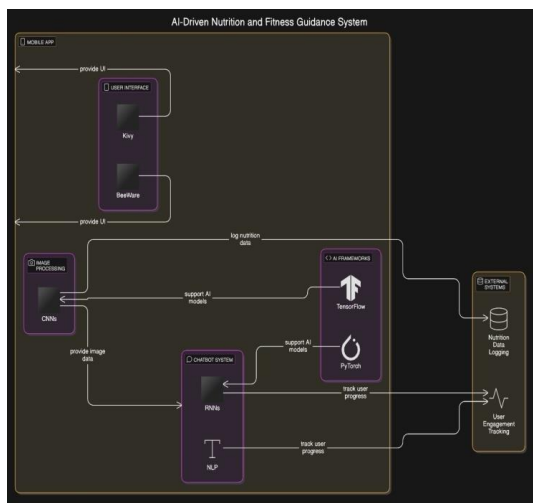 AI-Driven Nutrition and Fitness Guidance System
MOBILE APP
provide UI
USER INTERFACE
Kivy
BeeWare
provide UI
log nutrition
data
IMAGE
PROCESSING
CNNs
support AI
models
AI FRAMEWORKS
TensorFlow
EXTERNAL
SYSTEMS
Nutrition
Data
Logging
provide image
data
CHATBOT SYSTEM
support AI
models
PyTorch
RNNs
track user
progress
User
Engagement
Tracking
NLP
track user
progress